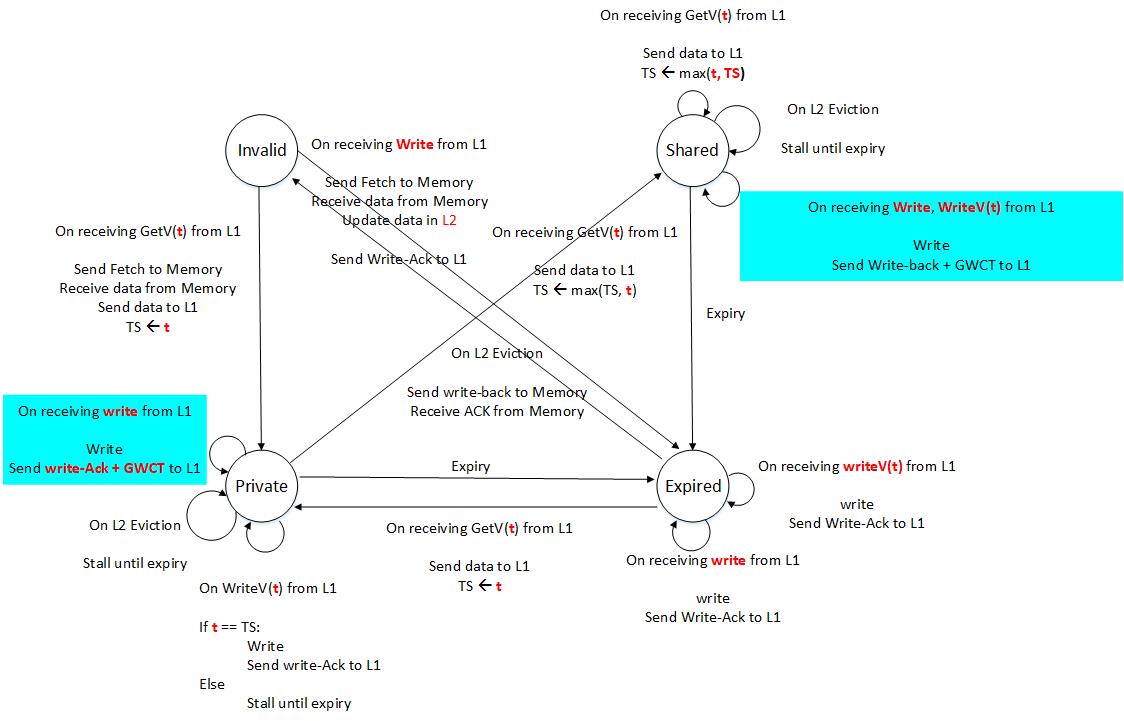 On receiving GetV(t) from L1
Send data to L1
TS ← max(t, TS)
On L2 Eviction
Stall until expiry
Shared
Invalid
On receiving Write from L1
Send Fetch to Memory
Receive data from Memory
Update data in L2
Send Write-Ack to L1
On receiving Write, WriteV(t) from L1
Write
Send Write-back + GWCT to L1
On receiving GetV(t) from L1
Send Fetch to Memory
Receive data from Memory
Send data to L1
TS ← t
On receiving GetV(t) from L1
Send data to L1
TS ← max(TS, t)
Expiry
On L2 Eviction
Send write-back to Memory
Receive ACK from Memory
On receiving write from L1
Write
Send write-Ack + GWCT to L1
Private
Expiry
Expired
On receiving writeV(t) from L1
write
Send Write-Ack to L1
On L2 Eviction
Stall until expiry
On receiving GetV(t) from L1
Send data to L1
TS ← t
On receiving write from L1
write
Send Write-Ack to L1
On WriteV(t) from L1
If t == TS:
Write
Send write-Ack to L1
Else
Stall until expiry